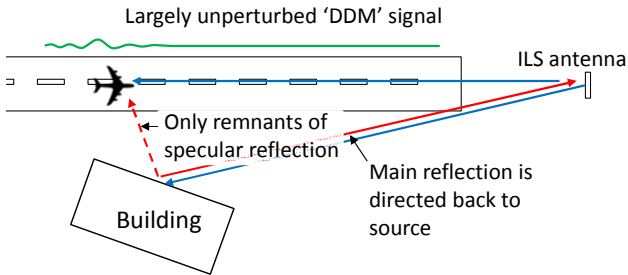 Largely unperturbed ‘DDM’ signal
ILS antenna
Only remnants of
specular reflection
Main reflection is
directed back to
source
Building